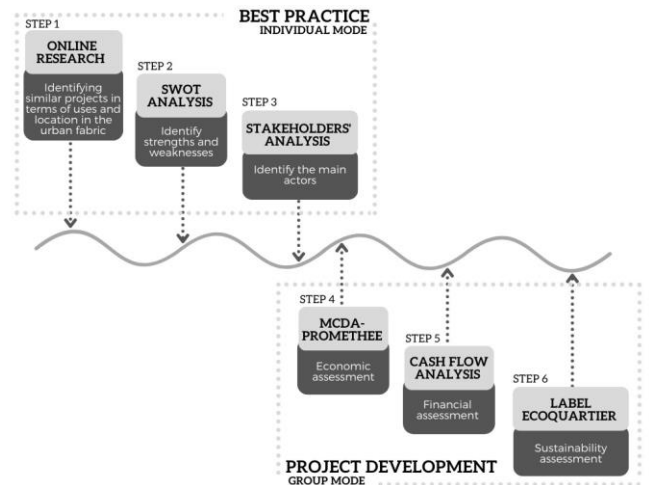 BEST PRACTICE
INDIVIDUAL MODE
STEP 1
ONLINE
RESEARCH
Identifying
similar projects in
terms of uses and
location in the
urban fabric
STEP 2
SWOT
ANALYSIS
Identify
strengths and
weaknesses
STEP 3
STAKEHOLDERS'
ANALYSIS
Identify the main
actors
STEP 4
MCDA-
PROMETHEE
Economic
assessment
STEP 5
CASH FLOW
ANALYSIS
Financial
assessment
STEP 6
LABEL
ECOQUARTIER
Sustainability
assessment
PROJECT DEVELOPMENT
GROUP MODE